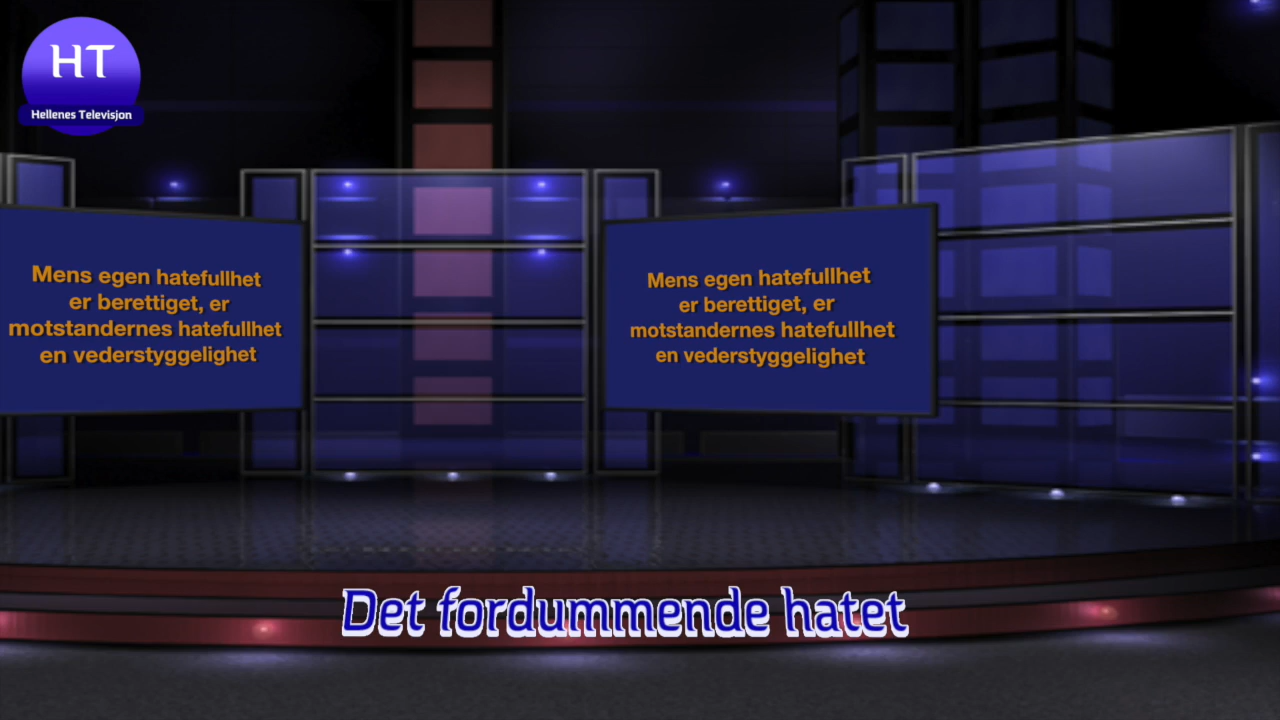 HT
Hellenes Televisjon
Mens egen hatefullhet
er berettiget, er
motstandernes hatefullhet
en vederstyggelighet
Mens egen hatefullhet
er berettiget, er
motstandernes hatefullhet
en vederstyggelighet
Det fordummende hatet